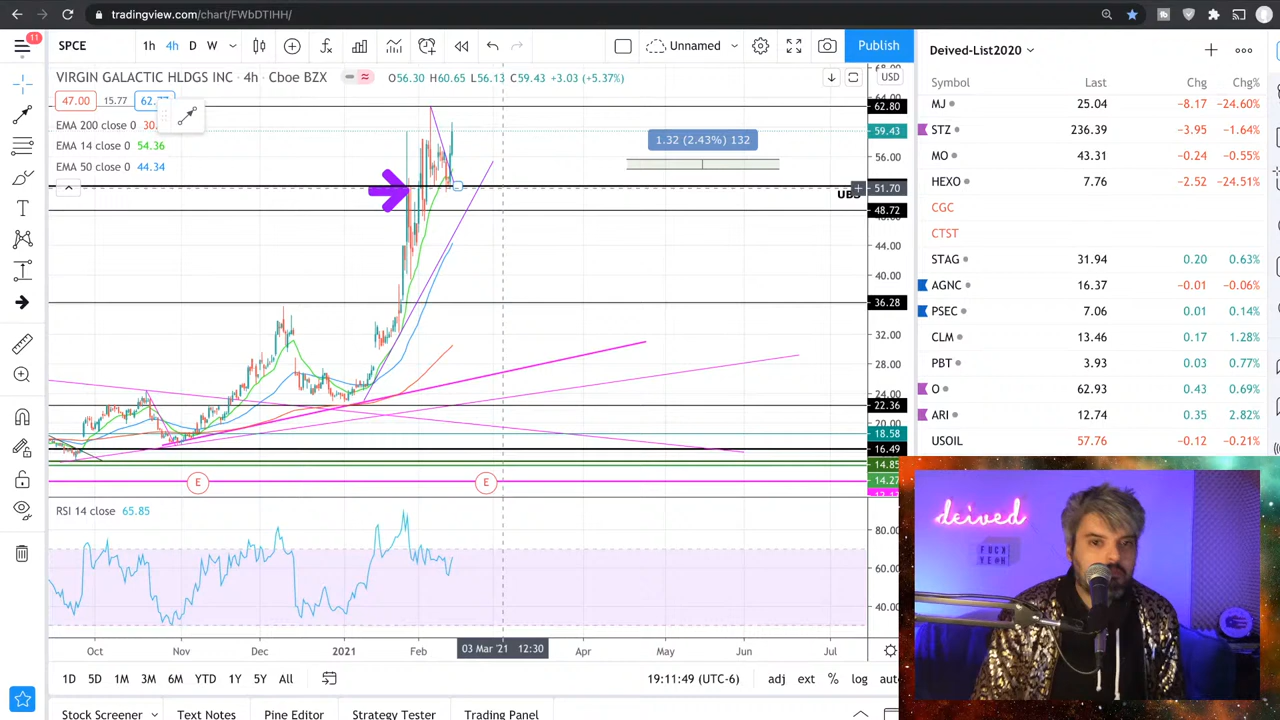 tradingview.com/chart/FWbDTIHH/
11
SPCE
1h 4h D W
Unnamed
Publish
VIRGIN GALACTIC HLDGS INC · 4h · Cboe BZX
O56.30 H60.65 L56.13 C59.43 +3.03 (+5.37%)
47.00 15.77 62.77
EMA 200 close 0 30.
EMA 14 close 0 54.36
EMA 50 close 0 44.34
1.32 (2.43%) 132
USD
68.00
62.80
59.43
56.00
51.70
48.72
48.00
44.00
40.00
36.28
32.00
28.00
24.00
22.36
20.00
18.58
16.49
14.85
14.27
E E
RSI 14 close 65.85
80.00
60.00
40.00
Oct Nov Dec 2021 Feb 03 Mar '21 12:30 Apr May Jun Jul
1D 5D 1M 3M 6M YTD 1Y 5Y All
19:11:49 (UTC-6)
adj ext % log auto
Stock Screener Text Notes Pine Editor Strategy Tester Trading Panel
Deived-List2020
Symbol Last Chg Chg%
MJ 25.04 −8.17 −24.60%
STZ 236.39 −3.95 −1.64%
MO 43.31 −0.24 −0.55%
HEXO 7.76 −2.52 −24.51%
CGC
CTST
STAG 31.94 0.20 0.63%
AGNC 16.37 −0.01 −0.06%
PSEC 7.06 0.01 0.14%
CLM 13.46 0.17 1.28%
PBT 3.93 0.03 0.77%
O 62.93 0.43 0.69%
ARI 12.74 0.35 2.82%
USOIL 57.76 −0.12 −0.21%
deived
FUCK
YEAH